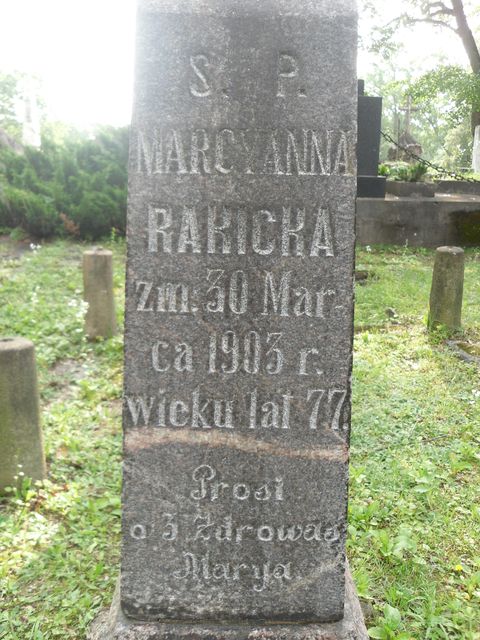 S. P.
MARCYANNA
RAKICKA
zm. 30 Mar-
ca 1903 r.
wieku lat 77.
Prosi
o 3 Zdrowaś
Marya